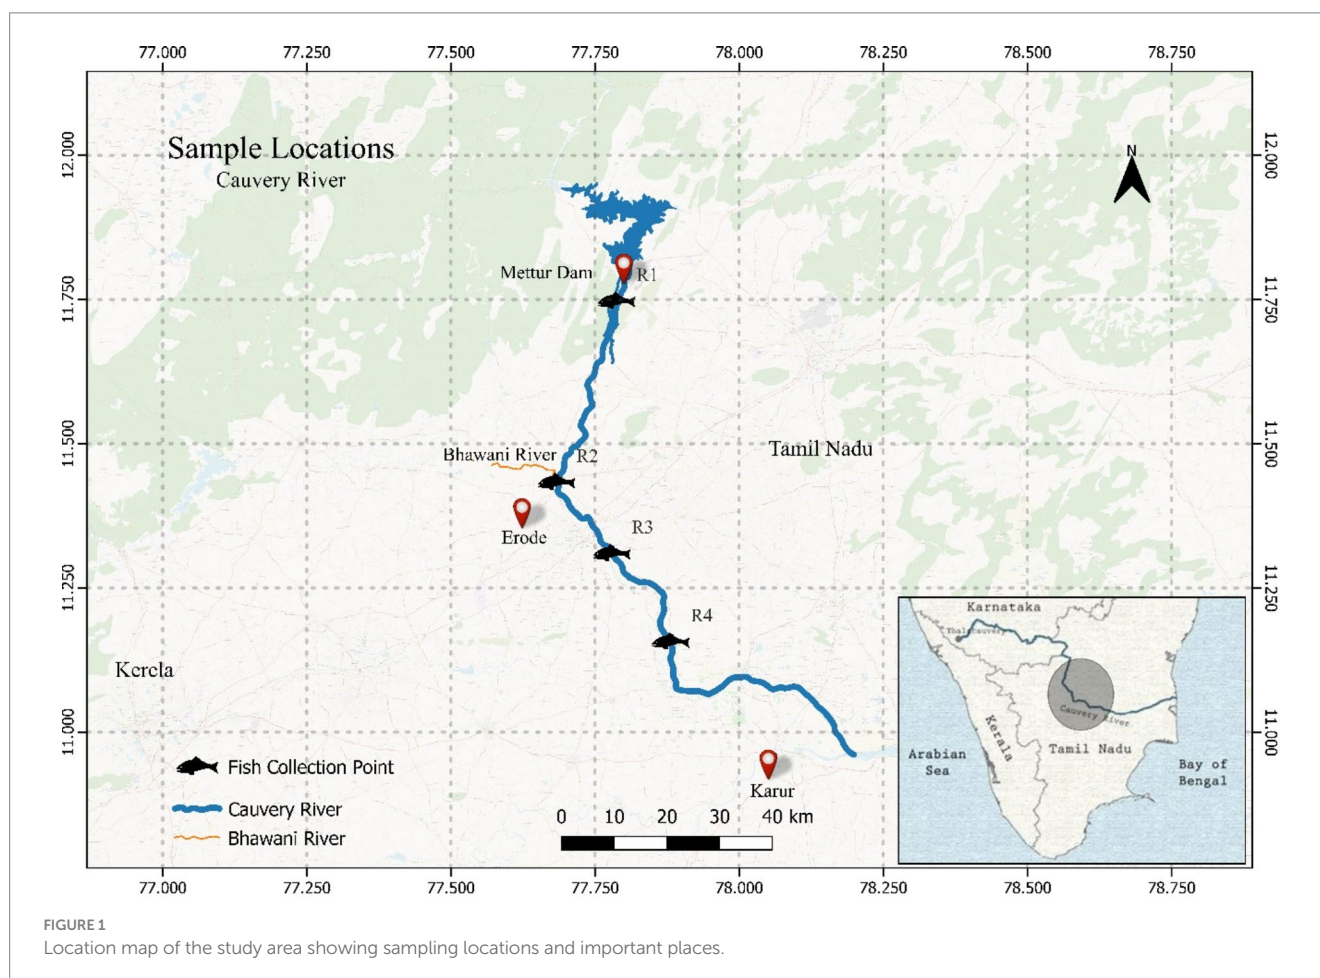 77.000 77.250 77.500 77.750 78.000 78.250 78.500 78.750
12.000
12.000
Sample Locations
Cauvery River
N
Mettur Dam
R1
11.750
11.750
11.500
11.500
Bhawani River
R2
Tamil Nadu
Erode
R3
11.250
11.250
R4
Kerela
11.000
11.000
Karur
Fish Collection Point
Cauvery River
Bhawani River
0 10 20 30 40 km
Karnataka
Thalacauvery
Cauvery River
Kerala
Tamil Nadu
Arabian
Sea
Bay of
Bengal
77.000 77.250 77.500 77.750 78.000 78.250 78.500 78.750
FIGURE 1
Location map of the study area showing sampling locations and important places.